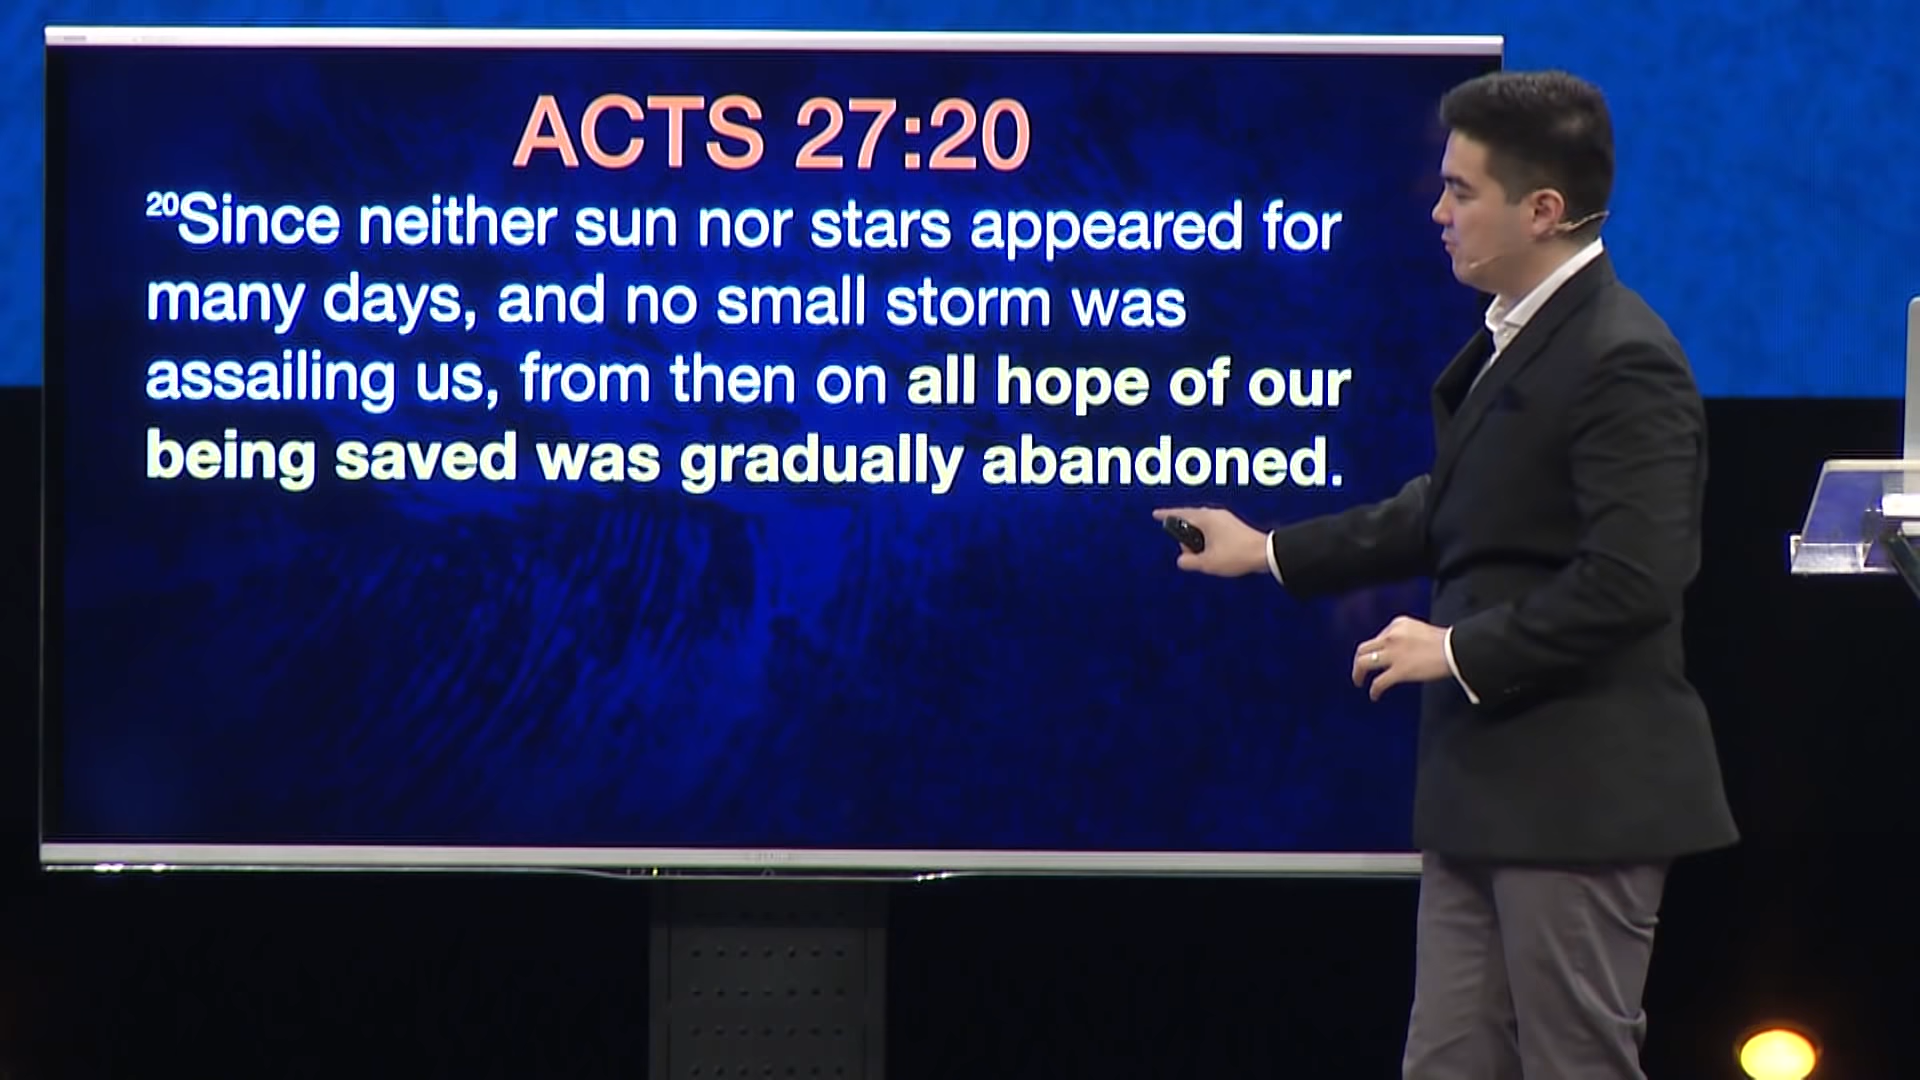 ACTS 27:20
20Since neither sun nor stars appeared for
many days, and no small storm was
assailing us, from then on all hope of our
being saved was gradually abandoned.